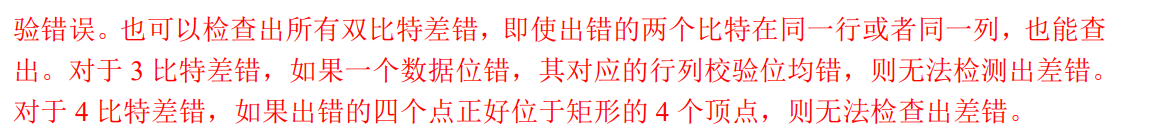 验错误。也可以检查出所有双比特差错，即使出错的两个比特在同一行或者同一列，也能查
出。对于 3 比特差错，如果一个数据位错，其对应的行列校验位均错，则无法检测出差错。
对于 4 比特差错，如果出错的四个点正好位于矩形的 4 个顶点，则无法检查出差错。